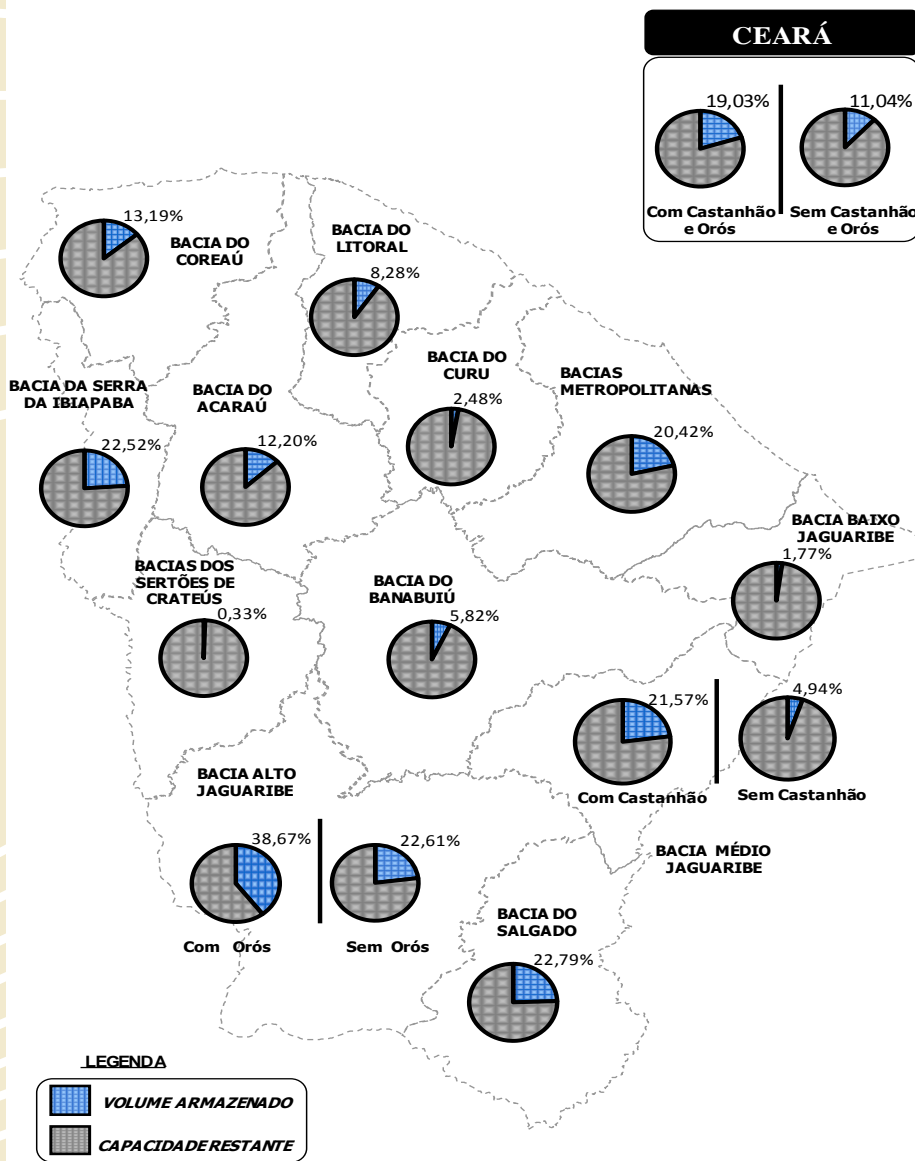 CEARÁ
19,03%
11,04%
Com Castanhão
e Orós
Sem Castanhão
e Orós
13,19%
BACIA DO
COREAÚ
BACIA DO
LITORAL
8,28%
BACIA DO
CURU
2,48%
BACIAS
METROPOLITANAS
20,42%
BACIA DA SERRA
DA IBIAPABA
22,52%
BACIA DO
ACARAÚ
12,20%
BACIA BAIXO
JAGUARIBE
1,77%
BACIAS DOS
SERTÕES DE
CRATEÚS
0,33%
BACIA DO
BANABUIÚ
5,82%
21,57%
4,94%
Com Castanhão
Sem Castanhão
BACIA MÉDIO
JAGUARIBE
BACIA ALTO
JAGUARIBE
38,67%
22,61%
Com Orós
Sem Orós
BACIA DO
SALGADO
22,79%
LEGENDA
VOLUME ARMAZENADO
CAPACIDADE RESTANTE